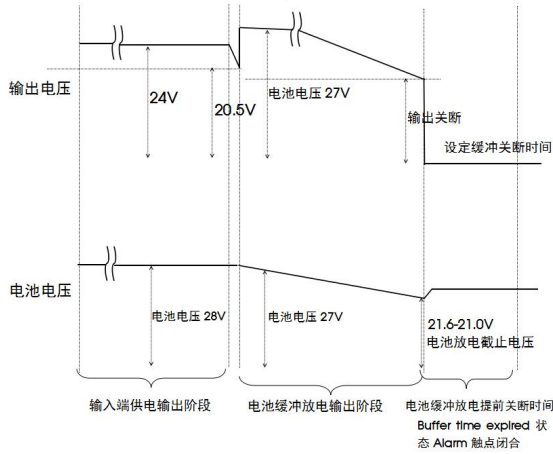 输出电压
24V
20.5V
电池电压 27V
输出关断
设定缓冲关断时间
电池电压
电池电压 28V
电池电压 27V
21.6-21.0V
电池放电截止电压
输入端供电输出阶段
电池缓冲放电输出阶段
电池缓冲放电提前关断时间
Buffer time expired 状
态 Alarm 触点闭合